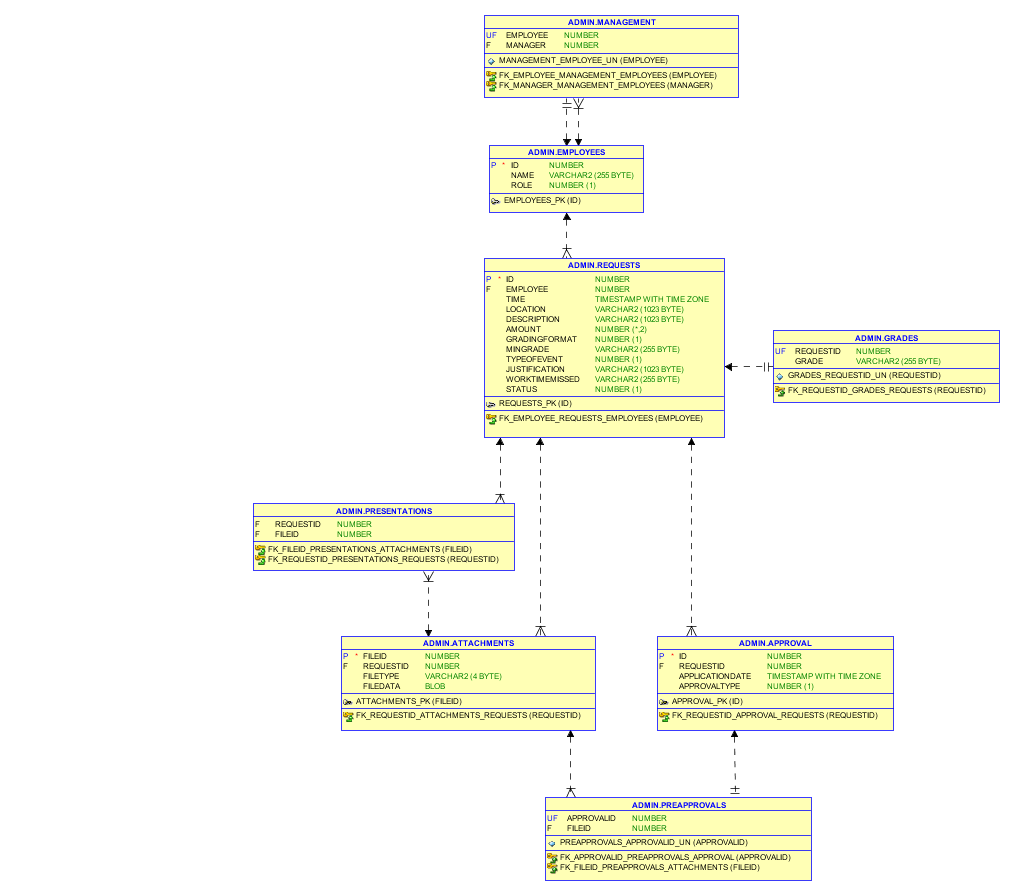 ADMIN.MANAGEMENT
UF EMPLOYEE NUMBER
F MANAGER NUMBER
MANAGEMENT_EMPLOYEE_UN (EMPLOYEE)
FK_EMPLOYEE_MANAGEMENT_EMPLOYEES (EMPLOYEE)
FK_MANAGER_MANAGEMENT_EMPLOYEES (MANAGER)
ADMIN.EMPLOYEES
P * ID NUMBER
NAME VARCHAR2 (255 BYTE)
ROLE NUMBER (1)
EMPLOYEES_PK (ID)
ADMIN.REQUESTS
P * ID NUMBER
F EMPLOYEE NUMBER
TIME TIMESTAMP WITH TIME ZONE
LOCATION VARCHAR2 (1023 BYTE)
DESCRIPTION VARCHAR2 (1023 BYTE)
AMOUNT NUMBER (*,2)
GRADINGFORMAT NUMBER (1)
MINGRADE VARCHAR2 (255 BYTE)
TYPEOFEVENT NUMBER (1)
JUSTIFICATION VARCHAR2 (1023 BYTE)
WORKTIMEMISSED VARCHAR2 (255 BYTE)
STATUS NUMBER (1)
REQUESTS_PK (ID)
FK_EMPLOYEE_REQUESTS_EMPLOYEES (EMPLOYEE)
ADMIN.GRADES
UF REQUESTID NUMBER
GRADE VARCHAR2 (255 BYTE)
GRADES_REQUESTID_UN (REQUESTID)
FK_REQUESTID_GRADES_REQUESTS (REQUESTID)
ADMIN.PRESENTATIONS
F REQUESTID NUMBER
F FILEID NUMBER
FK_FILEID_PRESENTATIONS_ATTACHMENTS (FILEID)
FK_REQUESTID_PRESENTATIONS_REQUESTS (REQUESTID)
ADMIN.ATTACHMENTS
P * FILEID NUMBER
F REQUESTID NUMBER
FILETYPE VARCHAR2 (4 BYTE)
FILEDATA BLOB
ATTACHMENTS_PK (FILEID)
FK_REQUESTID_ATTACHMENTS_REQUESTS (REQUESTID)
ADMIN.APPROVAL
P * ID NUMBER
F REQUESTID NUMBER
APPLICATIONDATE TIMESTAMP WITH TIME ZONE
APPROVALTYPE NUMBER (1)
APPROVAL_PK (ID)
FK_REQUESTID_APPROVAL_REQUESTS (REQUESTID)
ADMIN.PREAPPROVALS
UF APPROVALID NUMBER
F FILEID NUMBER
PREAPPROVALS_APPROVALID_UN (APPROVALID)
FK_APPROVALID_PREAPPROVALS_APPROVAL (APPROVALID)
FK_FILEID_PREAPPROVALS_ATTACHMENTS (FILEID)